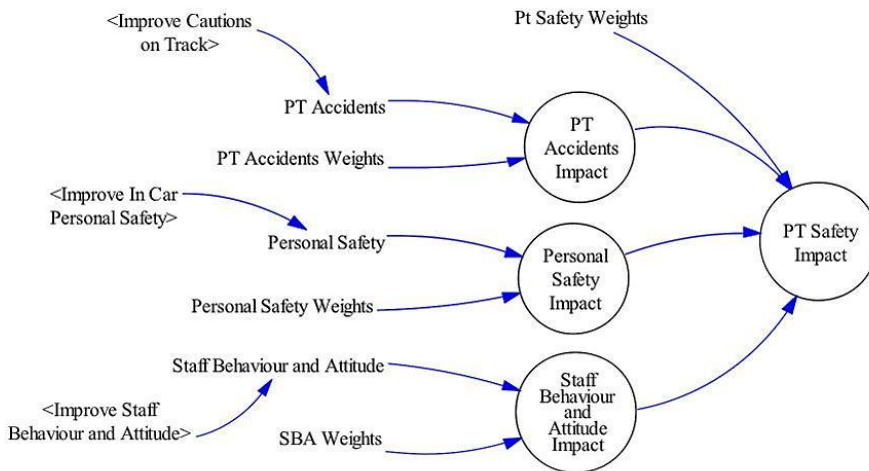 <Improve Cautions
on Track>
Pt Safety Weights
PT Accidents
PT Accidents Weights
PT
Accidents
Impact
<Improve In Car
Personal Safety>
Personal Safety
Personal Safety Weights
Personal
Safety
Impact
PT Safety
Impact
Staff Behaviour and Attitude
<Improve Staff
Behaviour and Attitude>
SBA Weights
Staff
Behaviour
and
Attitude
Impact